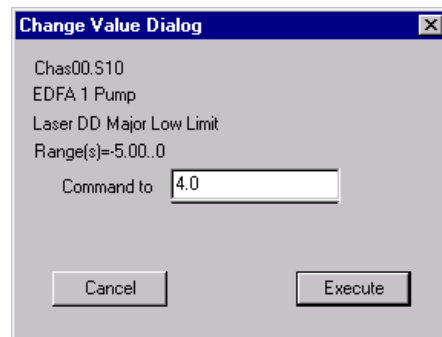 Change Value Dialog
Chas00.S10
EDFA 1 Pump
Laser DD Major Low Limit
Range(s)=-5.00..0
Command to 4.0
Cancel Execute